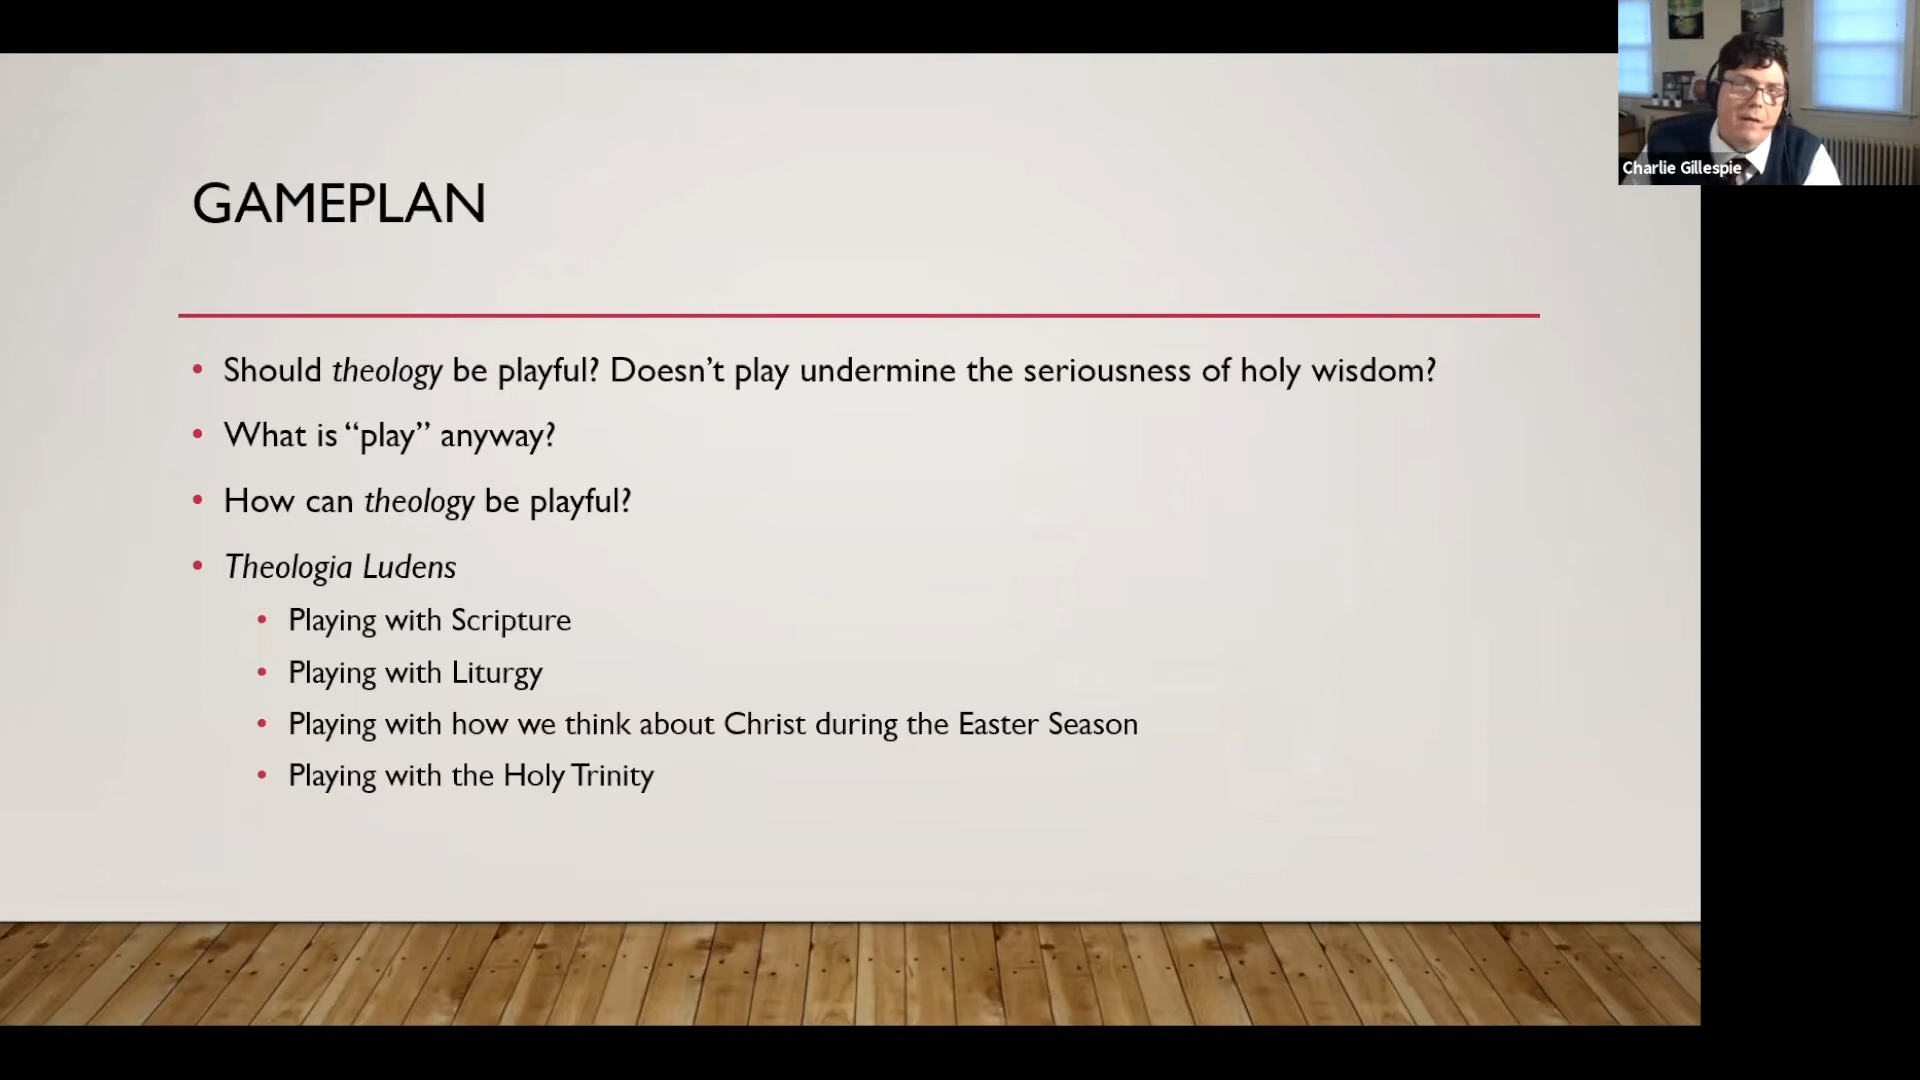 Charlie Gillespie
GAMEPLAN
• Should theology be playful? Doesn’t play undermine the seriousness of holy wisdom?
• What is “play” anyway?
• How can theology be playful?
• Theologia Ludens
• Playing with Scripture
• Playing with Liturgy
• Playing with how we think about Christ during the Easter Season
• Playing with the Holy Trinity